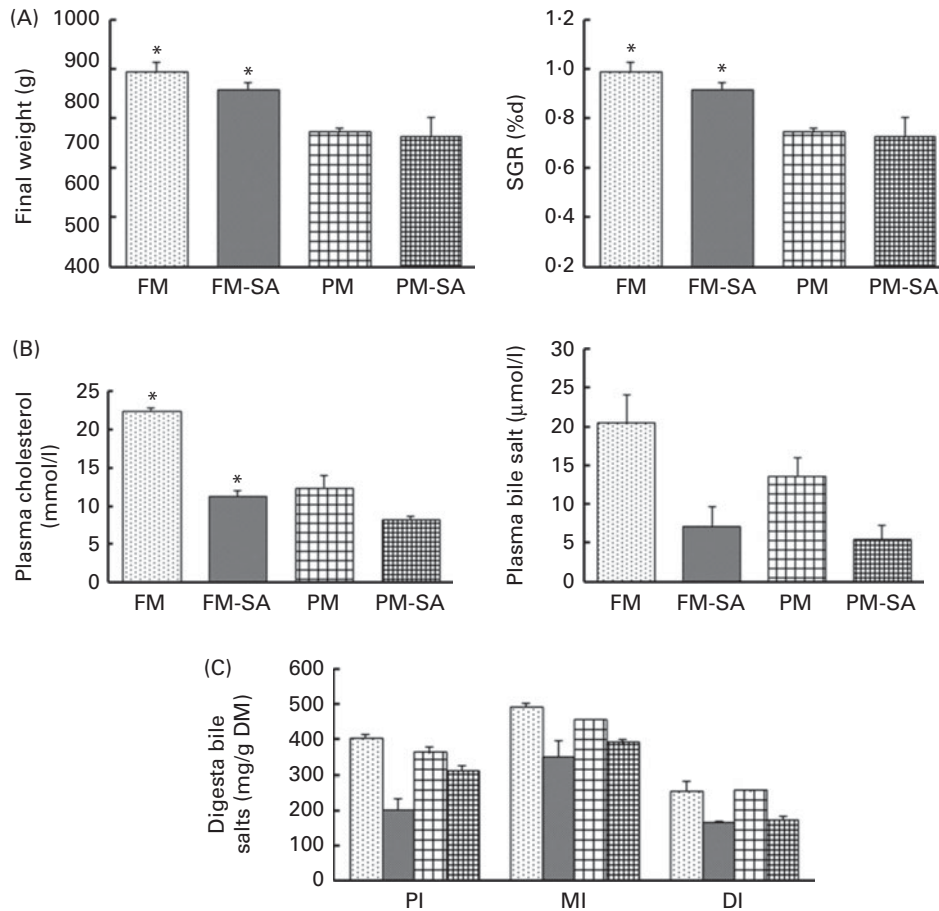 (A)
1000
900
800
700
600
500
400
Final weight (g)
*
*
FM
FM-SA
PM
PM-SA
1·2
1·0
0·8
0·6
0·4
0·2
SGR (%d)
*
*
FM
FM-SA
PM
PM-SA
(B)
25
20
15
10
5
0
Plasma cholesterol
(mmol/l)
*
*
FM
FM-SA
PM
PM-SA
30
25
20
15
10
5
0
Plasma bile salt (μmol/l)
FM
FM-SA
PM
PM-SA
(C)
600
500
400
300
200
100
0
Digesta bile
salts (mg/g DM)
PI
MI
DI